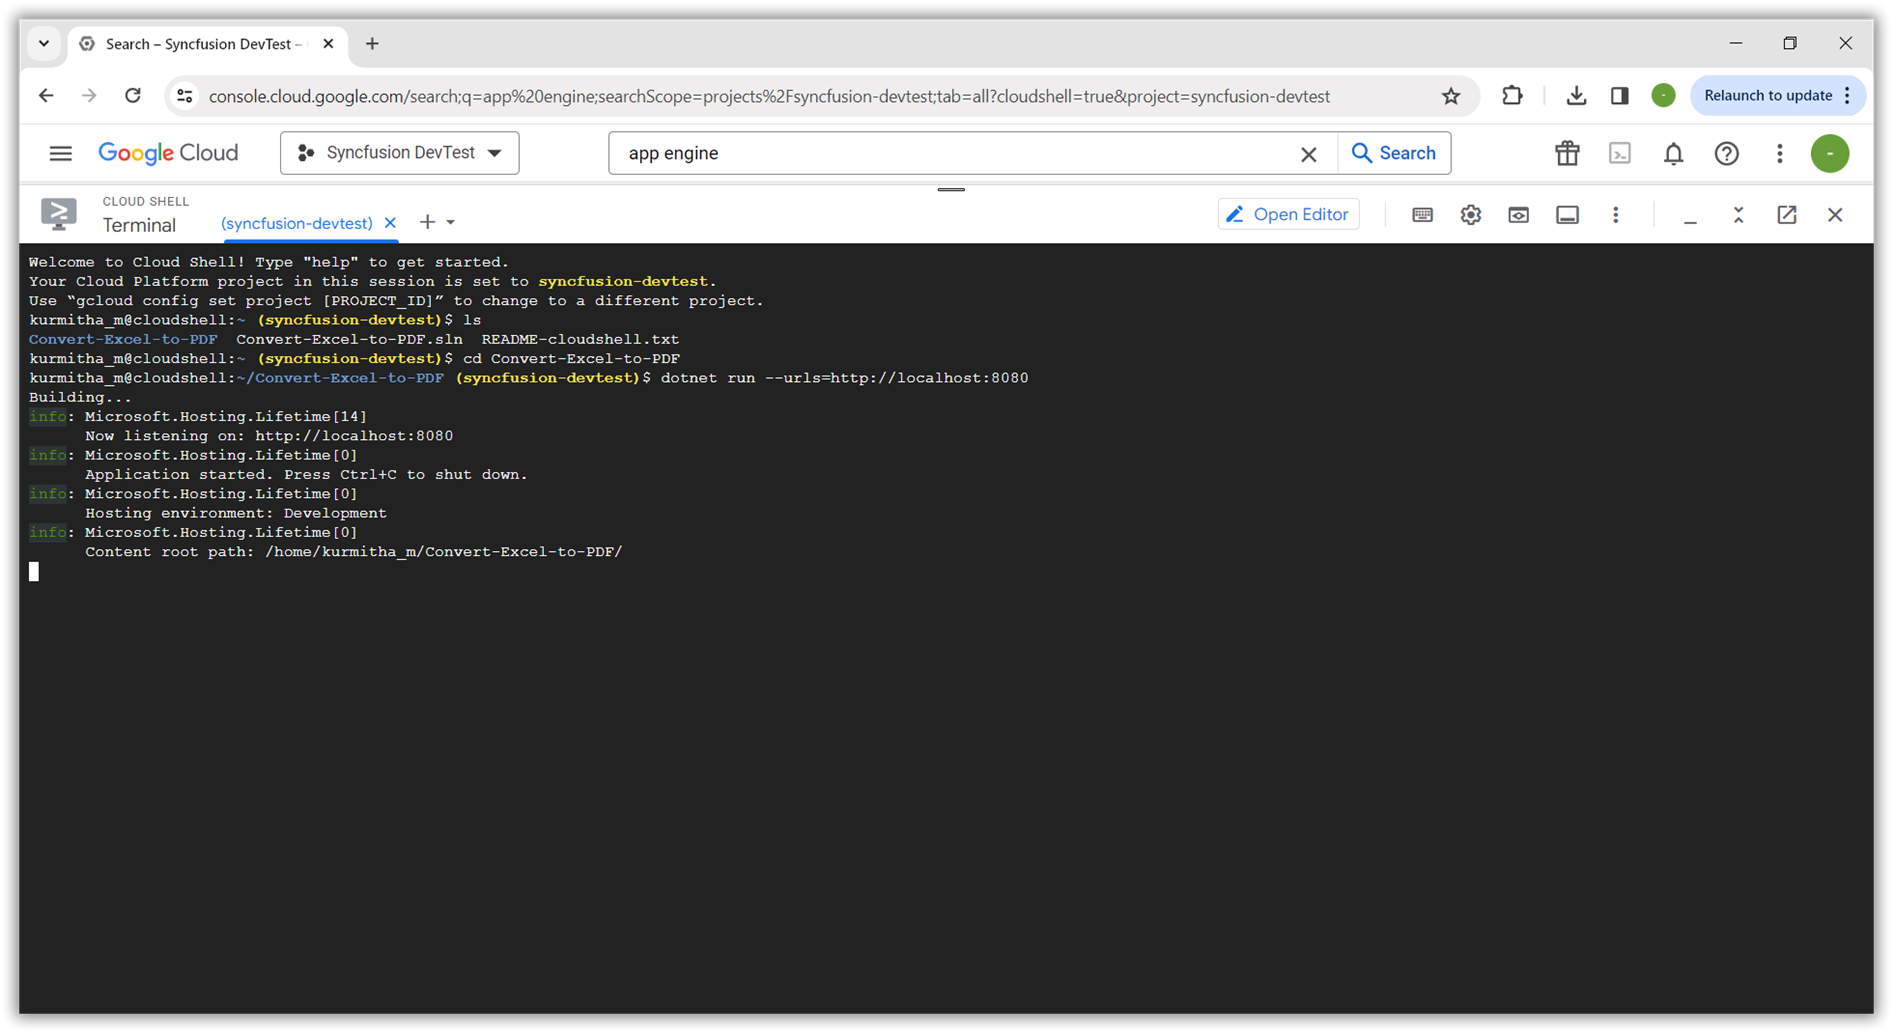 Search – Syncfusion DevTest –
console.cloud.google.com/search;q=app%20engine;searchScope=projects%2Fsyncfusion-devtest;tab=all?cloudshell=true&project=syncfusion-devtest
-
Relaunch to update
Google Cloud
Syncfusion DevTest
app engine
Search
-
CLOUD SHELL
Terminal
(syncfusion-devtest)
Open Editor
Welcome to Cloud Shell! Type "help" to get started.
Your Cloud Platform project in this session is set to syncfusion-devtest.
Use “gcloud config set project [PROJECT_ID]” to change to a different project.
kurmitha_m@cloudshell:~ (syncfusion-devtest)$ ls
Convert-Excel-to-PDF  Convert-Excel-to-PDF.sln  README-cloudshell.txt
kurmitha_m@cloudshell:~ (syncfusion-devtest)$ cd Convert-Excel-to-PDF
kurmitha_m@cloudshell:~/Convert-Excel-to-PDF (syncfusion-devtest)$ dotnet run --urls=http://localhost:8080
Building...
info: Microsoft.Hosting.Lifetime[14]
      Now listening on: http://localhost:8080
info: Microsoft.Hosting.Lifetime[0]
      Application started. Press Ctrl+C to shut down.
info: Microsoft.Hosting.Lifetime[0]
      Hosting environment: Development
info: Microsoft.Hosting.Lifetime[0]
      Content root path: /home/kurmitha_m/Convert-Excel-to-PDF/